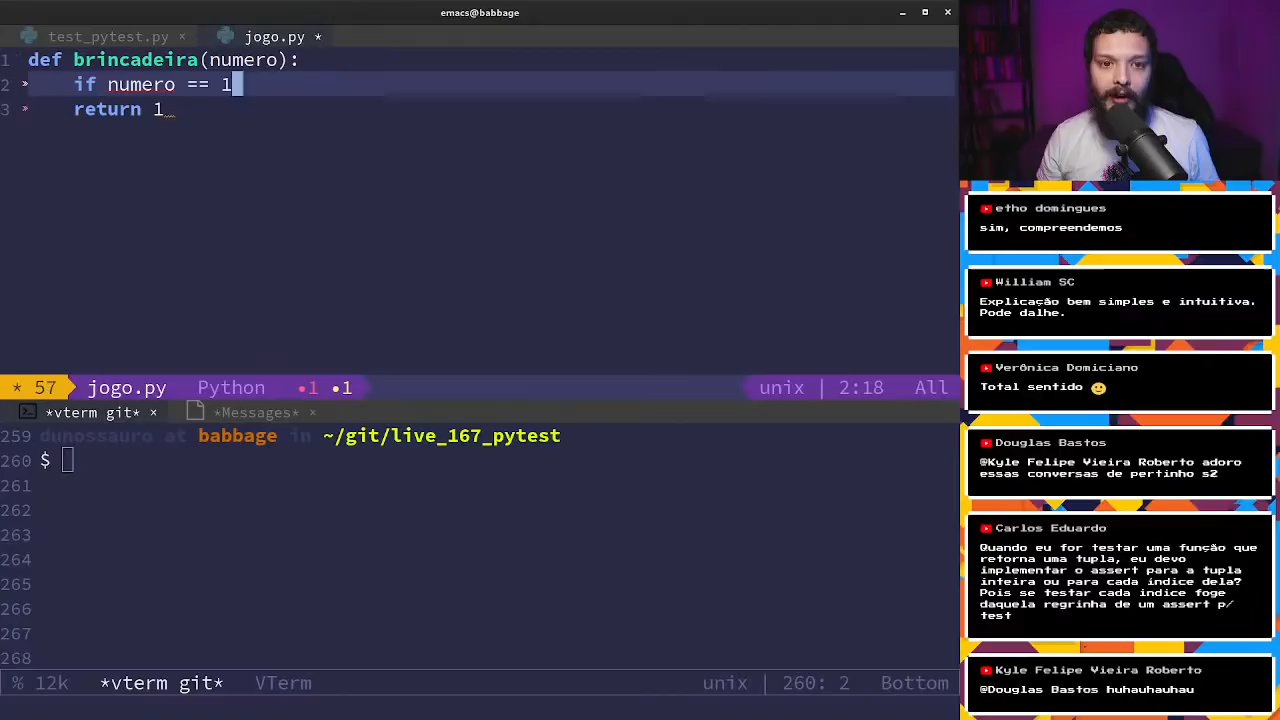 emacs@babbage
test_pytest.py ×
jogo.py •
1 def brincadeira(numero):
2 » if numero == 1
3 » return 1
* 57 jogo.py Python •1 •1 unix | 2:18 All
*vterm git* × *Messages* ×
259 dunossauro at babbage in ~/git/live_167_pytest
260 $
261
262
263
264
265
266
267
268
% 12k *vterm git* VTerm unix | 260: 2 Bottom
etho domingues
sim, compreendemos
William SC
Explicação bem simples e intuitiva.
Pode dalhe.
Verônica Domiciano
Total sentido
Douglas Bastos
@Kyle Felipe Vieira Roberto adoro
essas conversas de pertinho s2
Carlos Eduardo
Quando eu for testar uma função que
retorna uma tupla, eu devo
implementar o assert para a tupla
inteira ou para cada indice dela?
Pois se testar cada indice foge
daquela regrinha de um assert p/
test
Kyle Felipe Vieira Roberto
@Douglas Bastos huhauhauhau